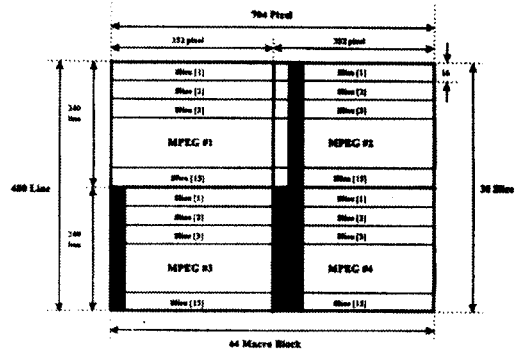 704 Pixel
352 pixel
352 pixel
Slice [1]
Slice [1]
16
Slice [2]
Slice [2]
240
line
Slice [3]
Slice [3]
MPEG #1
MPEG #2
Slice [15]
Slice [15]
480 Line
30 Slice
Slice [1]
Slice [1]
Slice [2]
Slice [2]
240
line
Slice [3]
Slice [3]
MPEG #3
MPEG #4
Slice [15]
Slice [15]
44 Macro Block